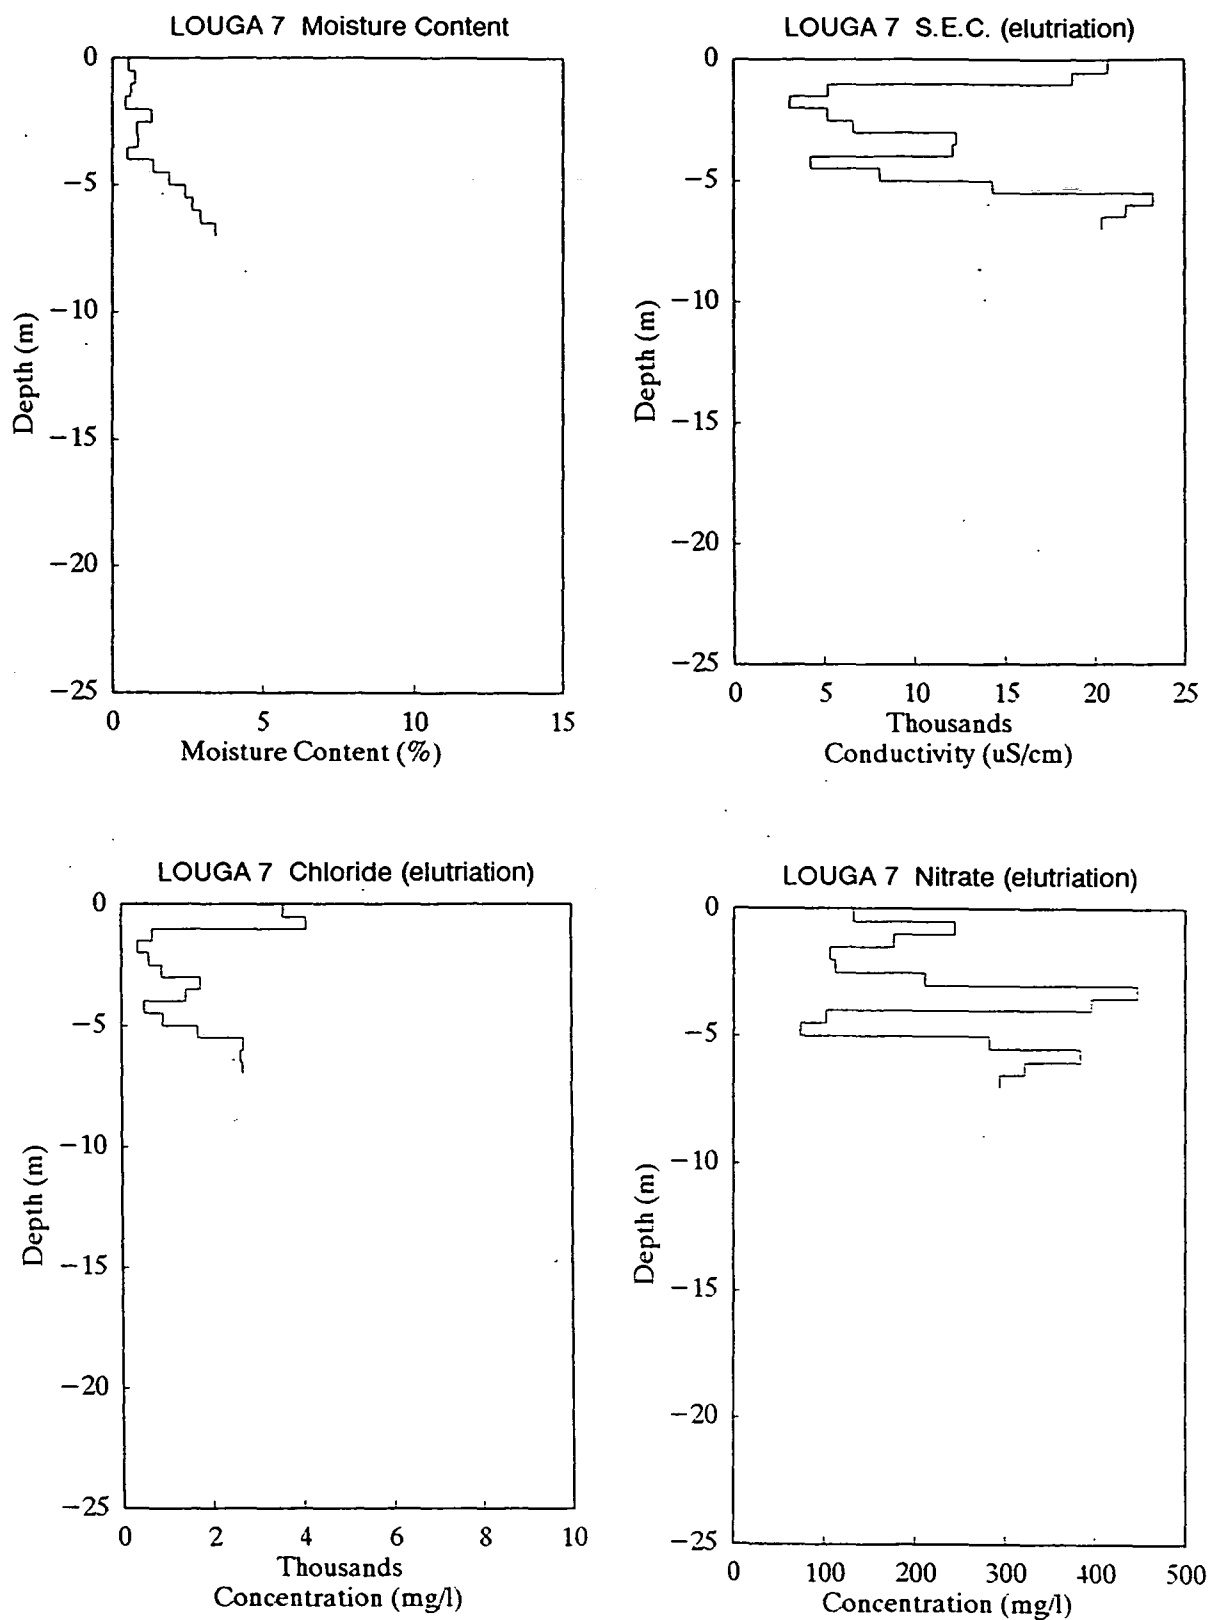 LOUGA 7 Moisture Content
0
−5
−10
−15
−20
−25
Depth (m)
0 5 10 15
Moisture Content (%)
LOUGA 7 S.E.C. (elutriation)
0
−5
−10
−15
−20
−25
Depth (m)
0 5 10 15 20 25
Thousands
Conductivity (uS/cm)
LOUGA 7 Chloride (elutriation)
0
−5
−10
−15
−20
−25
Depth (m)
0 2 4 6 8 10
Thousands
Concentration (mg/l)
LOUGA 7 Nitrate (elutriation)
0
−5
−10
−15
−20
−25
Depth (m)
0 100 200 300 400 500
Concentration (mg/l)